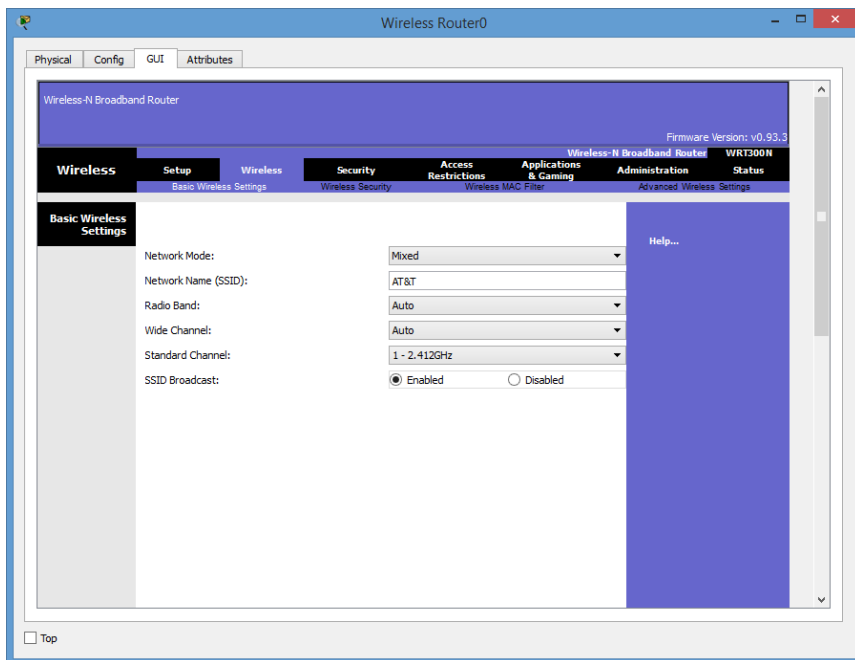 Wireless Router0
Physical Config GUI Attributes
Wireless-N Broadband Router
Firmware Version: v0.93.3
Wireless-N Broadband Router WRT300N
Wireless Setup Wireless Security Access Restrictions Applications & Gaming Administration Status
Basic Wireless Settings Wireless Security Wireless MAC Filter Advanced Wireless Settings
Basic Wireless
Settings
Help...
Network Mode: Mixed
Network Name (SSID): AT&T
Radio Band: Auto
Wide Channel: Auto
Standard Channel: 1 - 2.412GHz
SSID Broadcast: Enabled Disabled
Top